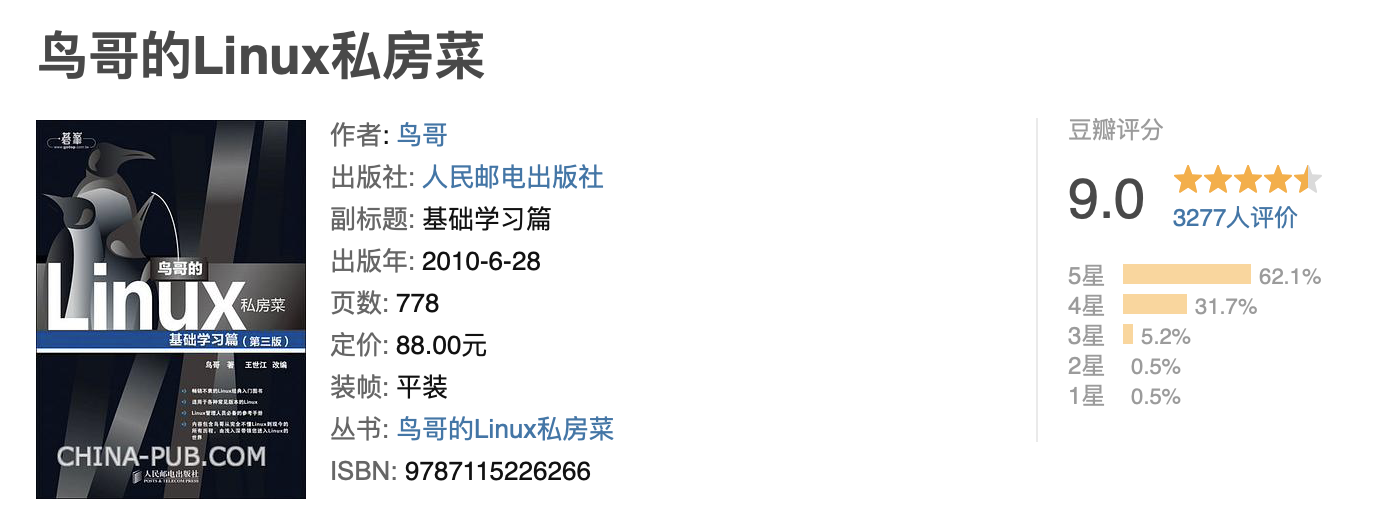 鸟哥的Linux私房菜
碁峯
www.gotop.com.tw
鸟哥的
Linux
私房菜
基础学习篇（第三版）
鸟哥 著 王世江 改编
畅销不衰的Linux经典入门图书
适用于各种常见版本的Linux
Linux管理人员必备的参考手册
内容包含鸟哥从完全不懂Linux到现今的
所有历程，由浅入深带领您进入Linux的
世界
CHINA-PUB.COM
人民邮电出版社
POSTS & TELECOM PRESS
作者: 鸟哥
出版社: 人民邮电出版社
副标题: 基础学习篇
出版年: 2010-6-28
页数: 778
定价: 88.00元
装帧: 平装
丛书: 鸟哥的Linux私房菜
ISBN: 9787115226266
豆瓣评分
9.0
3277人评价
5星 62.1%
4星 31.7%
3星 5.2%
2星 0.5%
1星 0.5%